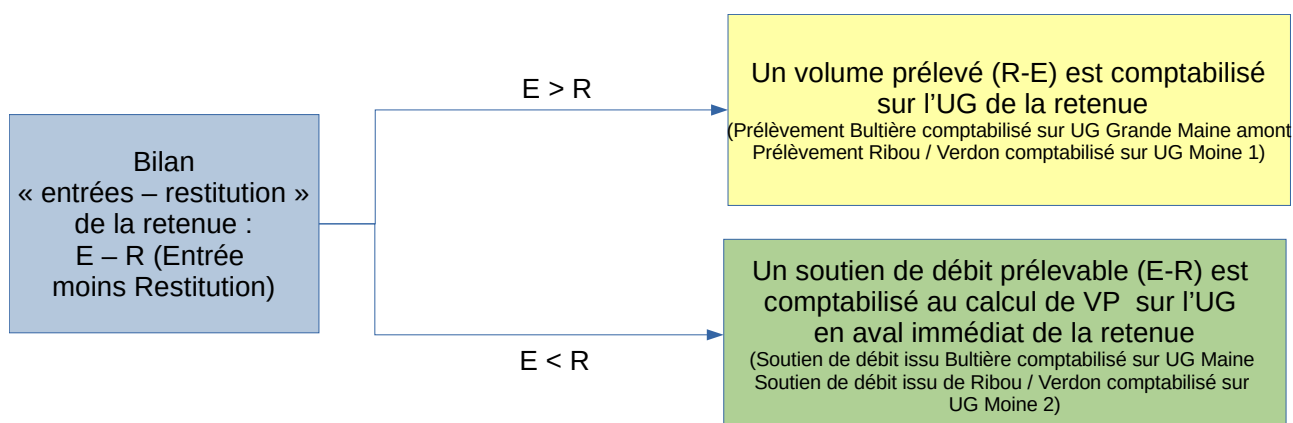 Bilan
« entrées – restitution »
de la retenue :
E – R (Entrée
moins Restitution)
E > R
Un volume prélevé (R-E) est comptabilisé
sur l’UG de la retenue
(Prélèvement Bultière comptabilisé sur UG Grande Maine amont
Prélèvement Ribou / Verdon comptabilisé sur UG Moine 1)
E < R
Un soutien de débit prélevable (E-R) est
comptabilisé au calcul de VP sur l’UG
en aval immédiat de la retenue
(Soutien de débit issu Bultière comptabilisé sur UG Maine
Soutien de débit issu de Ribou / Verdon comptabilisé sur
UG Moine 2)